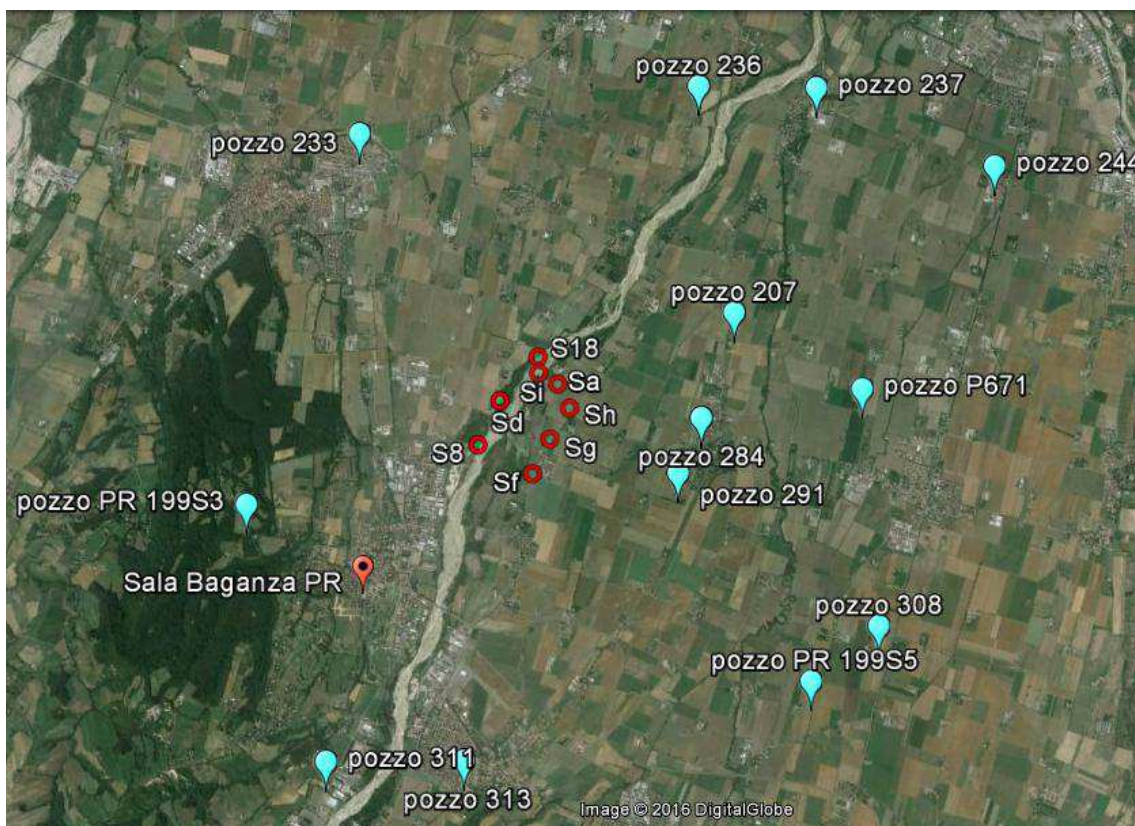 pozzo 236
pozzo 237
pozzo 233
pozzo 244
pozzo 207
S18
Si
Sa
pozzo P671
Sd
Sh
S8
Sg
pozzo 284
Sf
pozzo 291
pozzo PR 199S3
Sala Baganza PR
pozzo 308
pozzo PR 199S5
pozzo 311
pozzo 313
Image © 2016 DigitalGlobe